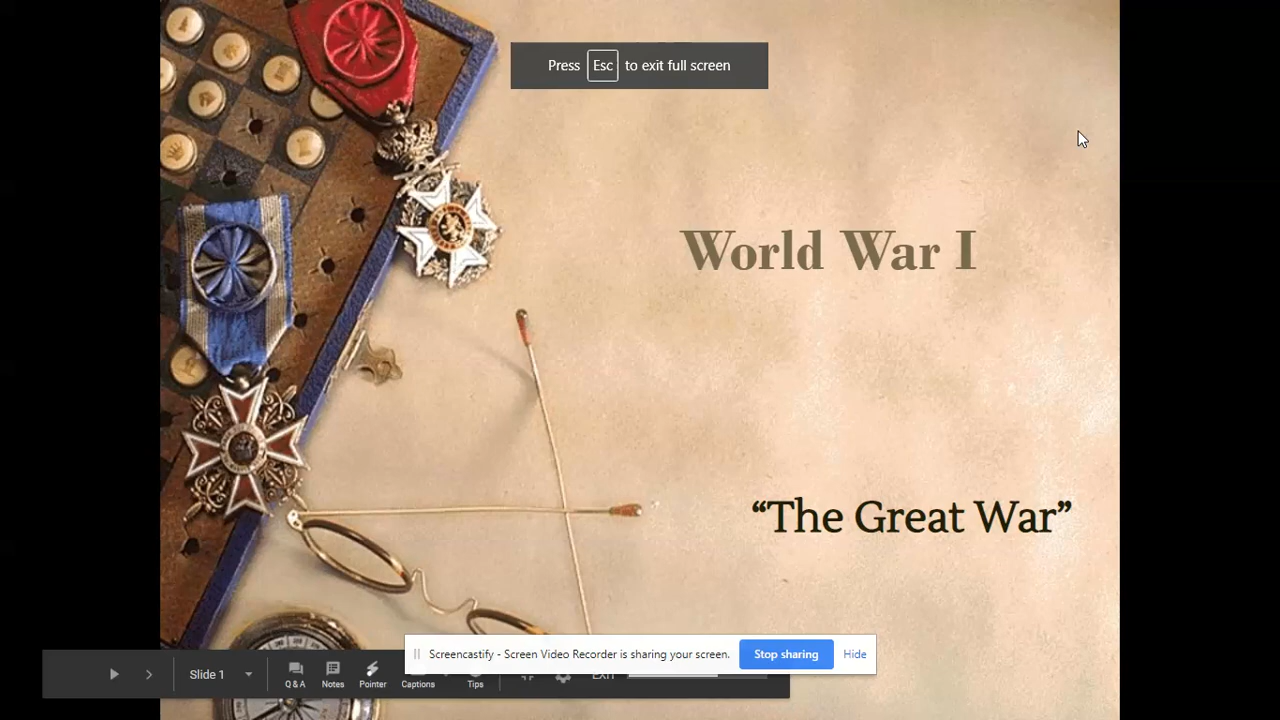 Press Esc to exit full screen
World War I
“The Great War”
Screencastify - Screen Video Recorder is sharing your screen. Stop sharing Hide
Slide 1 Q & A Notes Pointer Captions Tips EXIT